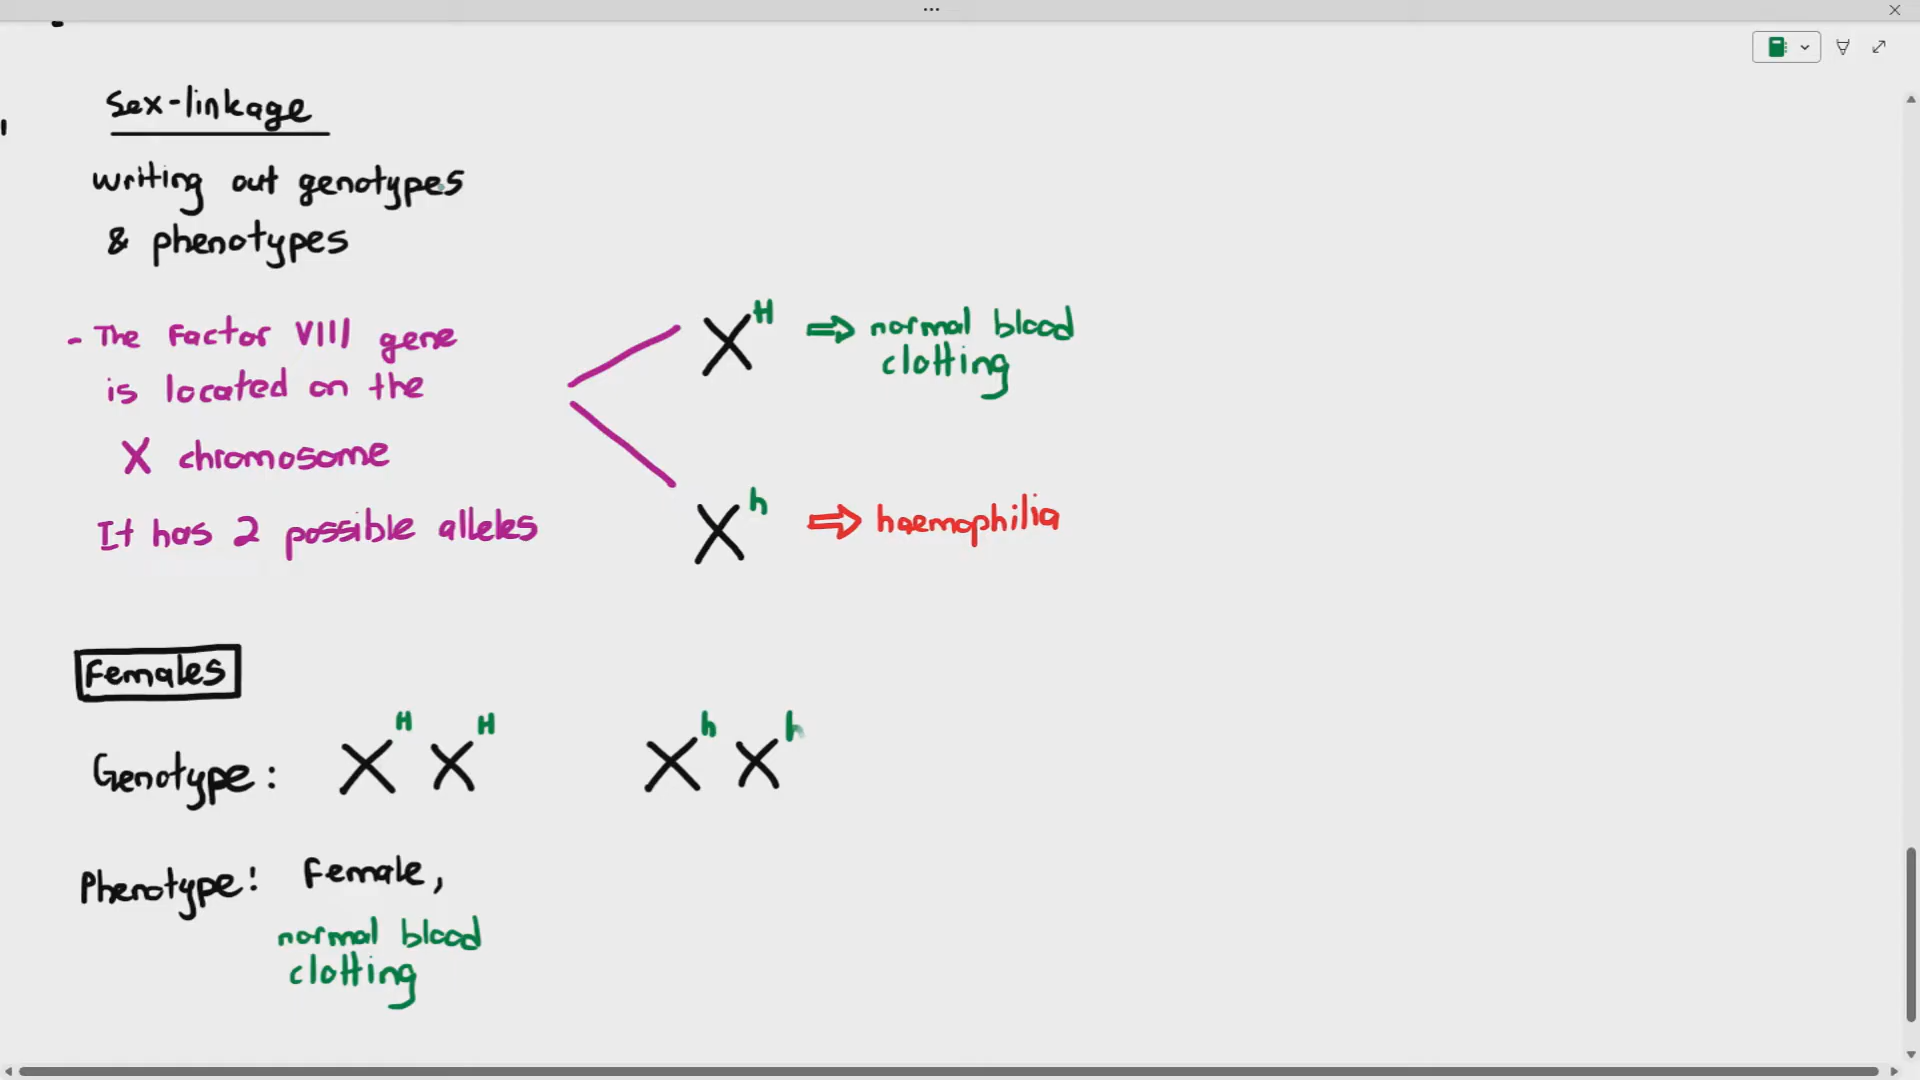 Sex-linkage
writing out genotypes
& phenotypes
- The Factor VIII gene
is located on the
X chromosome
It has 2 possible alleles
X^H ⇒ normal blood
clotting
X^h ⇒ haemophilia
Females
Genotype: X^H X^H X^h X^h
Phenotype: Female,
normal blood
clotting